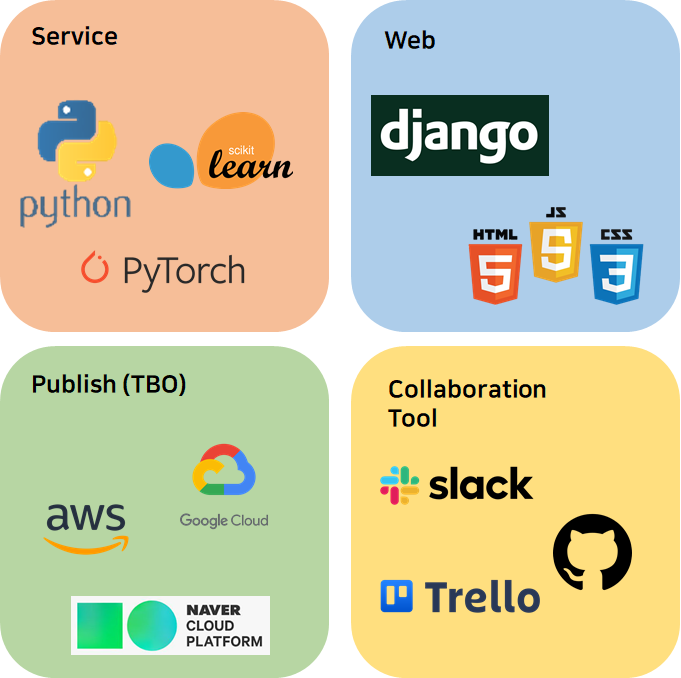 Service
python
scikit
learn
PyTorch
Web
django
HTML
5
JS
5
CSS
3
Publish (TBO)
aws
Google Cloud
NAVER
CLOUD
PLATFORM
Collaboration
Tool
slack
Trello